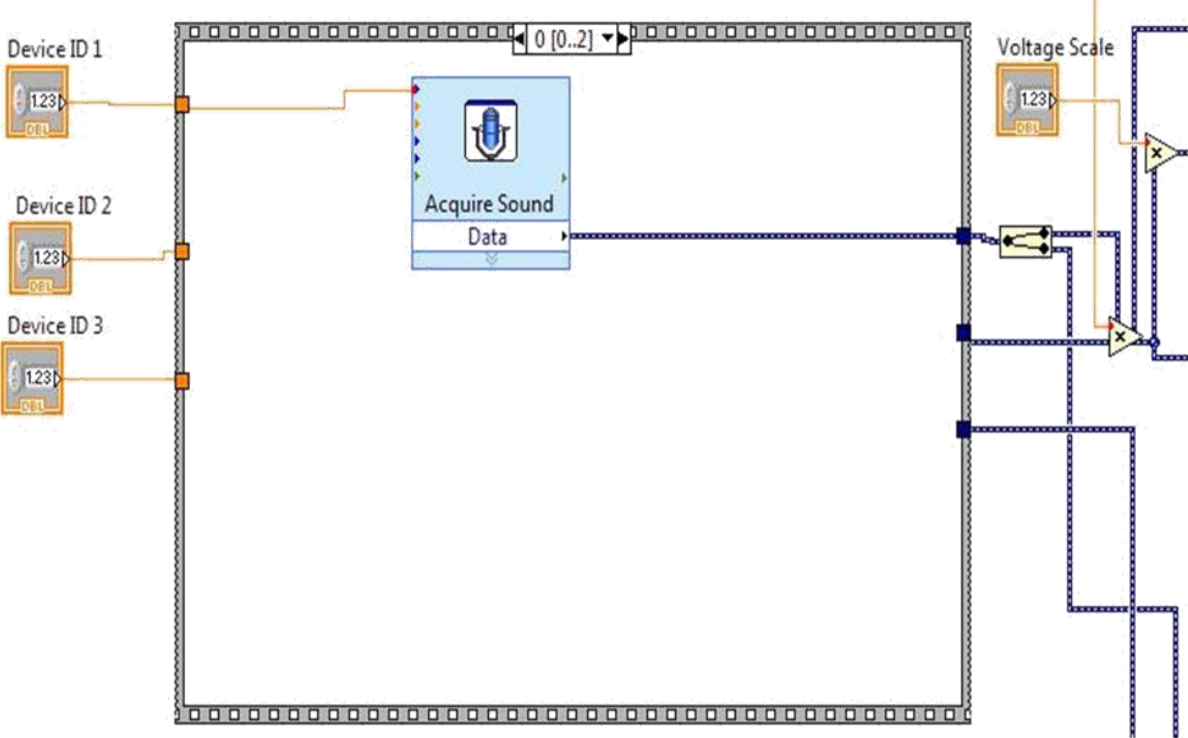 0 [0..2]
Device ID 1
1.23
DBL
Voltage Scale
1.23
DBL
×
Acquire Sound
Data
Device ID 2
1.23
DBL
Device ID 3
1.23
DBL
×